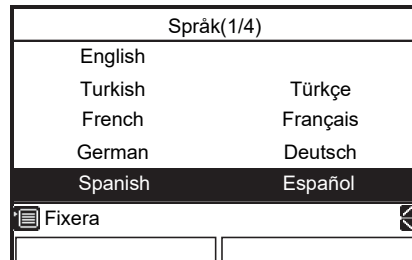 Språk(1/4)
English
Turkish Türkçe
French Français
German Deutsch
Spanish Español
Fixera